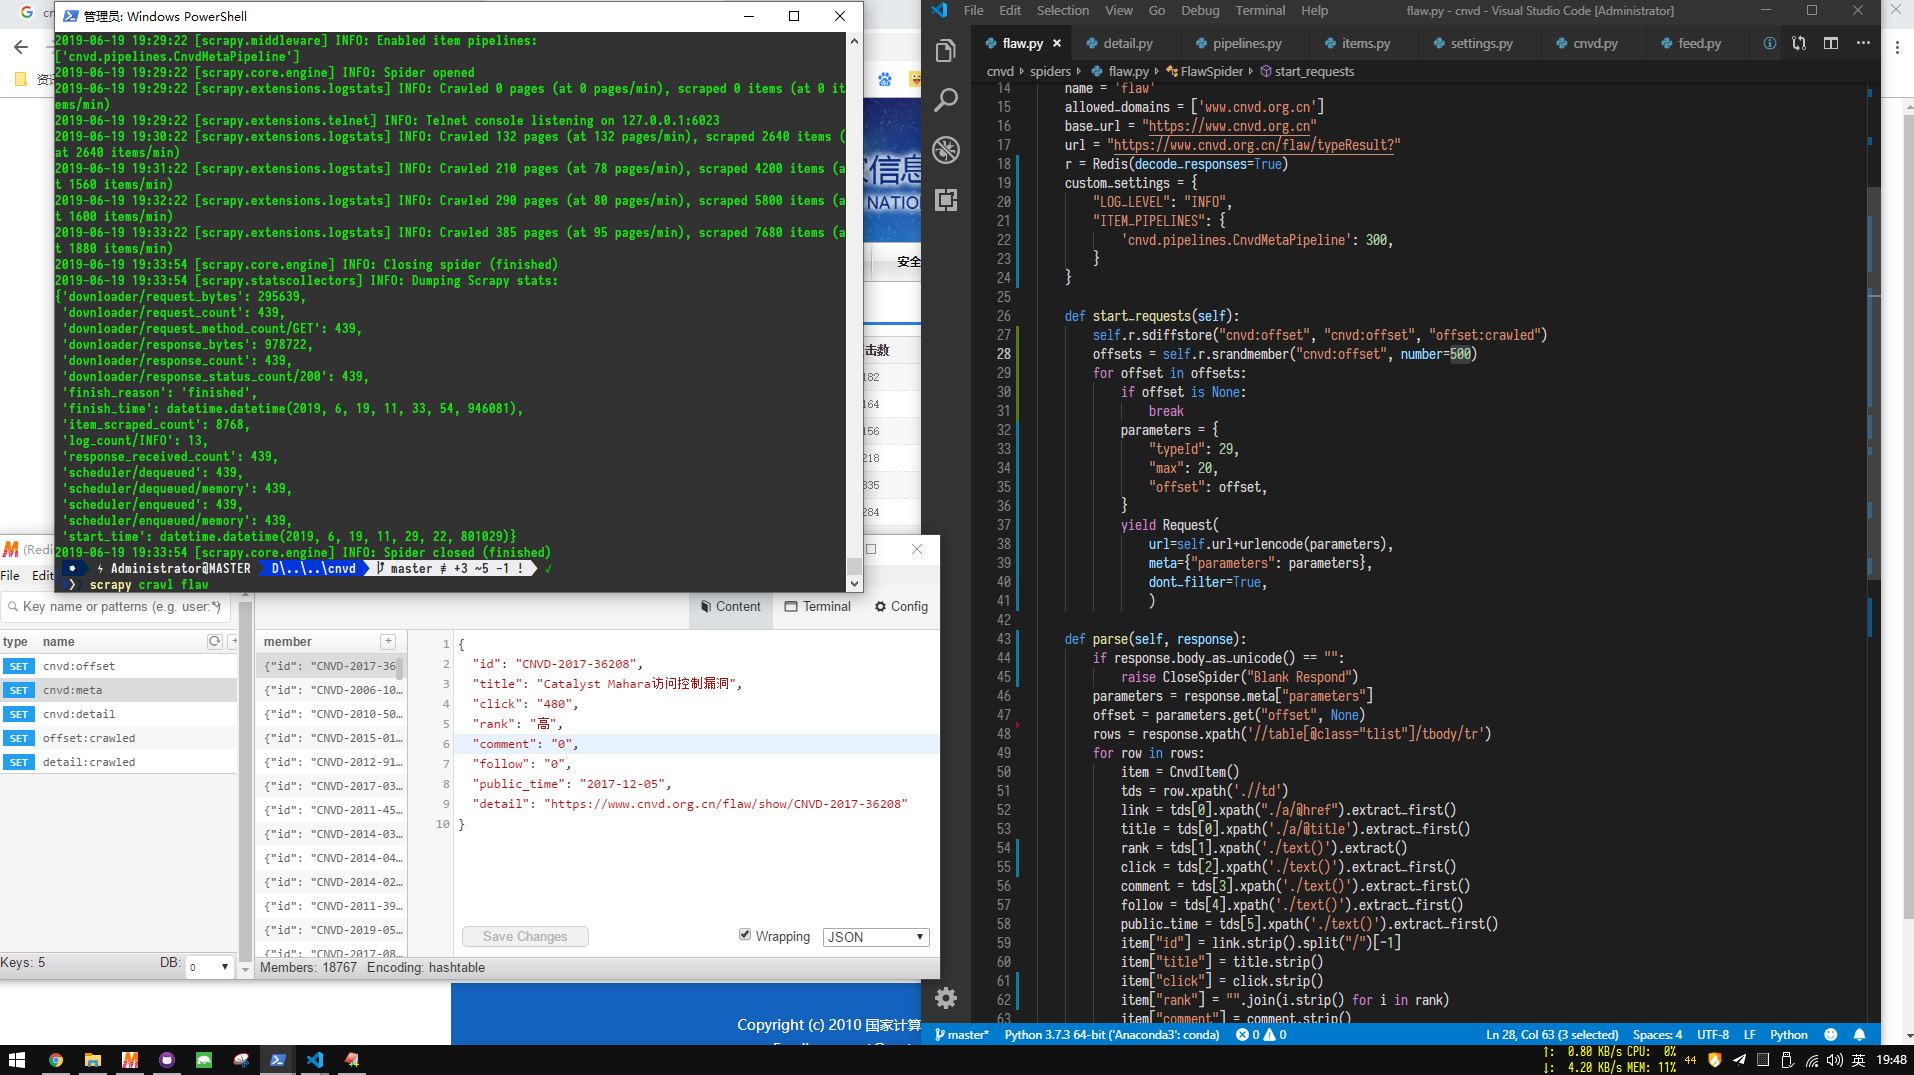 管理员: Windows PowerShell
2019-06-19 19:29:22 [scrapy.middleware] INFO: Enabled item pipelines:
['cnvd.pipelines.CnvdMetaPipeline']
2019-06-19 19:29:22 [scrapy.core.engine] INFO: Spider opened
2019-06-19 19:29:22 [scrapy.extensions.logstats] INFO: Crawled 0 pages (at 0 pages/min), scraped 0 items (at 0 it
ems/min)
2019-06-19 19:29:22 [scrapy.extensions.telnet] INFO: Telnet console listening on 127.0.0.1:6023
2019-06-19 19:30:22 [scrapy.extensions.logstats] INFO: Crawled 132 pages (at 132 pages/min), scraped 2640 items (
at 2640 items/min)
2019-06-19 19:31:22 [scrapy.extensions.logstats] INFO: Crawled 210 pages (at 78 pages/min), scraped 4200 items (a
t 1560 items/min)
2019-06-19 19:32:22 [scrapy.extensions.logstats] INFO: Crawled 290 pages (at 80 pages/min), scraped 5800 items (a
t 1600 items/min)
2019-06-19 19:33:22 [scrapy.extensions.logstats] INFO: Crawled 385 pages (at 95 pages/min), scraped 7680 items (a
t 1880 items/min)
2019-06-19 19:33:54 [scrapy.core.engine] INFO: Closing spider (finished)
2019-06-19 19:33:54 [scrapy.statscollectors] INFO: Dumping Scrapy stats:
{'downloader/request_bytes': 295639,
'downloader/request_count': 439,
'downloader/request_method_count/GET': 439,
'downloader/response_bytes': 978722,
'downloader/response_count': 439,
'downloader/response_status_count/200': 439,
'finish_reason': 'finished',
'finish_time': datetime.datetime(2019, 6, 19, 11, 33, 54, 946081),
'item_scraped_count': 8768,
'log_count/INFO': 13,
'response_received_count': 439,
'scheduler/dequeued': 439,
'scheduler/dequeued/memory': 439,
'scheduler/enqueued': 439,
'scheduler/enqueued/memory': 439,
'start_time': datetime.datetime(2019, 6, 19, 11, 29, 22, 801029)}
2019-06-19 19:33:54 [scrapy.core.engine] INFO: Spider closed (finished)
Administrator@MASTER D\..\..\cnvd master ≢ +3 ~5 -1 ! ✓
❯ scrapy crawl flaw
安全
击数
182
164
156
218
335
284
息
NATION
(Redis
File Edit
Key name or patterns (e.g. user:*)
Content Terminal Config
type name
SET cnvd:offset
SET cnvd:meta
SET cnvd:detail
SET offset:crawled
SET detail:crawled
Keys: 5 DB: 0
member
{"id": "CNVD-2017-36
{"id": "CNVD-2006-10…
{"id": "CNVD-2010-50…
{"id": "CNVD-2015-01…
{"id": "CNVD-2012-91…
{"id": "CNVD-2017-03…
{"id": "CNVD-2011-45…
{"id": "CNVD-2014-03…
{"id": "CNVD-2014-04…
{"id": "CNVD-2014-02…
{"id": "CNVD-2011-39…
{"id": "CNVD-2019-05…
{"id": "CNVD-2017-08…
1 {
2 "id": "CNVD-2017-36208",
3 "title": "Catalyst Mahara访问控制漏洞",
4 "click": "480",
5 "rank": "高",
6 "comment": "0",
7 "follow": "0",
8 "public_time": "2017-12-05",
9 "detail": "https://www.cnvd.org.cn/flaw/show/CNVD-2017-36208"
10 }
Save Changes Wrapping JSON
Members: 18767 Encoding: hashtable
Copyright (c) 2010 国家计算
File Edit Selection View Go Debug Terminal Help flaw.py - cnvd - Visual Studio Code [Administrator]
flaw.py detail.py pipelines.py items.py settings.py cnvd.py feed.py
cnvd spiders flaw.py FlawSpider start_requests
14 name = 'flaw'
15 allowed_domains = ['www.cnvd.org.cn']
16 base_url = "https://www.cnvd.org.cn"
17 url = "https://www.cnvd.org.cn/flaw/typeResult?"
18 r = Redis(decode_responses=True)
19 custom_settings = {
20 "LOG_LEVEL": "INFO",
21 "ITEM_PIPELINES": {
22 'cnvd.pipelines.CnvdMetaPipeline': 300,
23 }
24 }
25
26 def start_requests(self):
27 self.r.sdiffstore("cnvd:offset", "cnvd:offset", "offset:crawled")
28 offsets = self.r.srandmember("cnvd:offset", number=500)
29 for offset in offsets:
30 if offset is None:
31 break
32 parameters = {
33 "typeId": 29,
34 "max": 20,
35 "offset": offset,
36 }
37 yield Request(
38 url=self.url+urlencode(parameters),
39 meta={"parameters": parameters},
40 dont_filter=True,
41 )
42
43 def parse(self, response):
44 if response.body_as_unicode() == "":
45 raise CloseSpider("Blank Respond")
46 parameters = response.meta["parameters"]
47 offset = parameters.get("offset", None)
48 rows = response.xpath('//table[@class="tlist"]/tbody/tr')
49 for row in rows:
50 item = CnvdItem()
51 tds = row.xpath('.//td')
52 link = tds[0].xpath("./a/@href").extract_first()
53 title = tds[0].xpath('./a/@title').extract_first()
54 rank = tds[1].xpath('./text()').extract()
55 click = tds[2].xpath('./text()').extract_first()
56 comment = tds[3].xpath('./text()').extract_first()
57 follow = tds[4].xpath('./text()').extract_first()
58 public_time = tds[5].xpath('./text()').extract_first()
59 item["id"] = link.strip().split("/")[-1]
60 item["title"] = title.strip()
61 item["click"] = click.strip()
62 item["rank"] = "".join(i.strip() for i in rank)
63 item["comment"] = comment.strip()
master* Python 3.7.3 64-bit ('Anaconda3': conda) 0 0 Ln 28, Col 63 (3 selected) Spaces: 4 UTF-8 LF Python
↑: 0.80 KB/s CPU: 0%
↓: 4.20 KB/s MEM: 11%
44 英 19:48